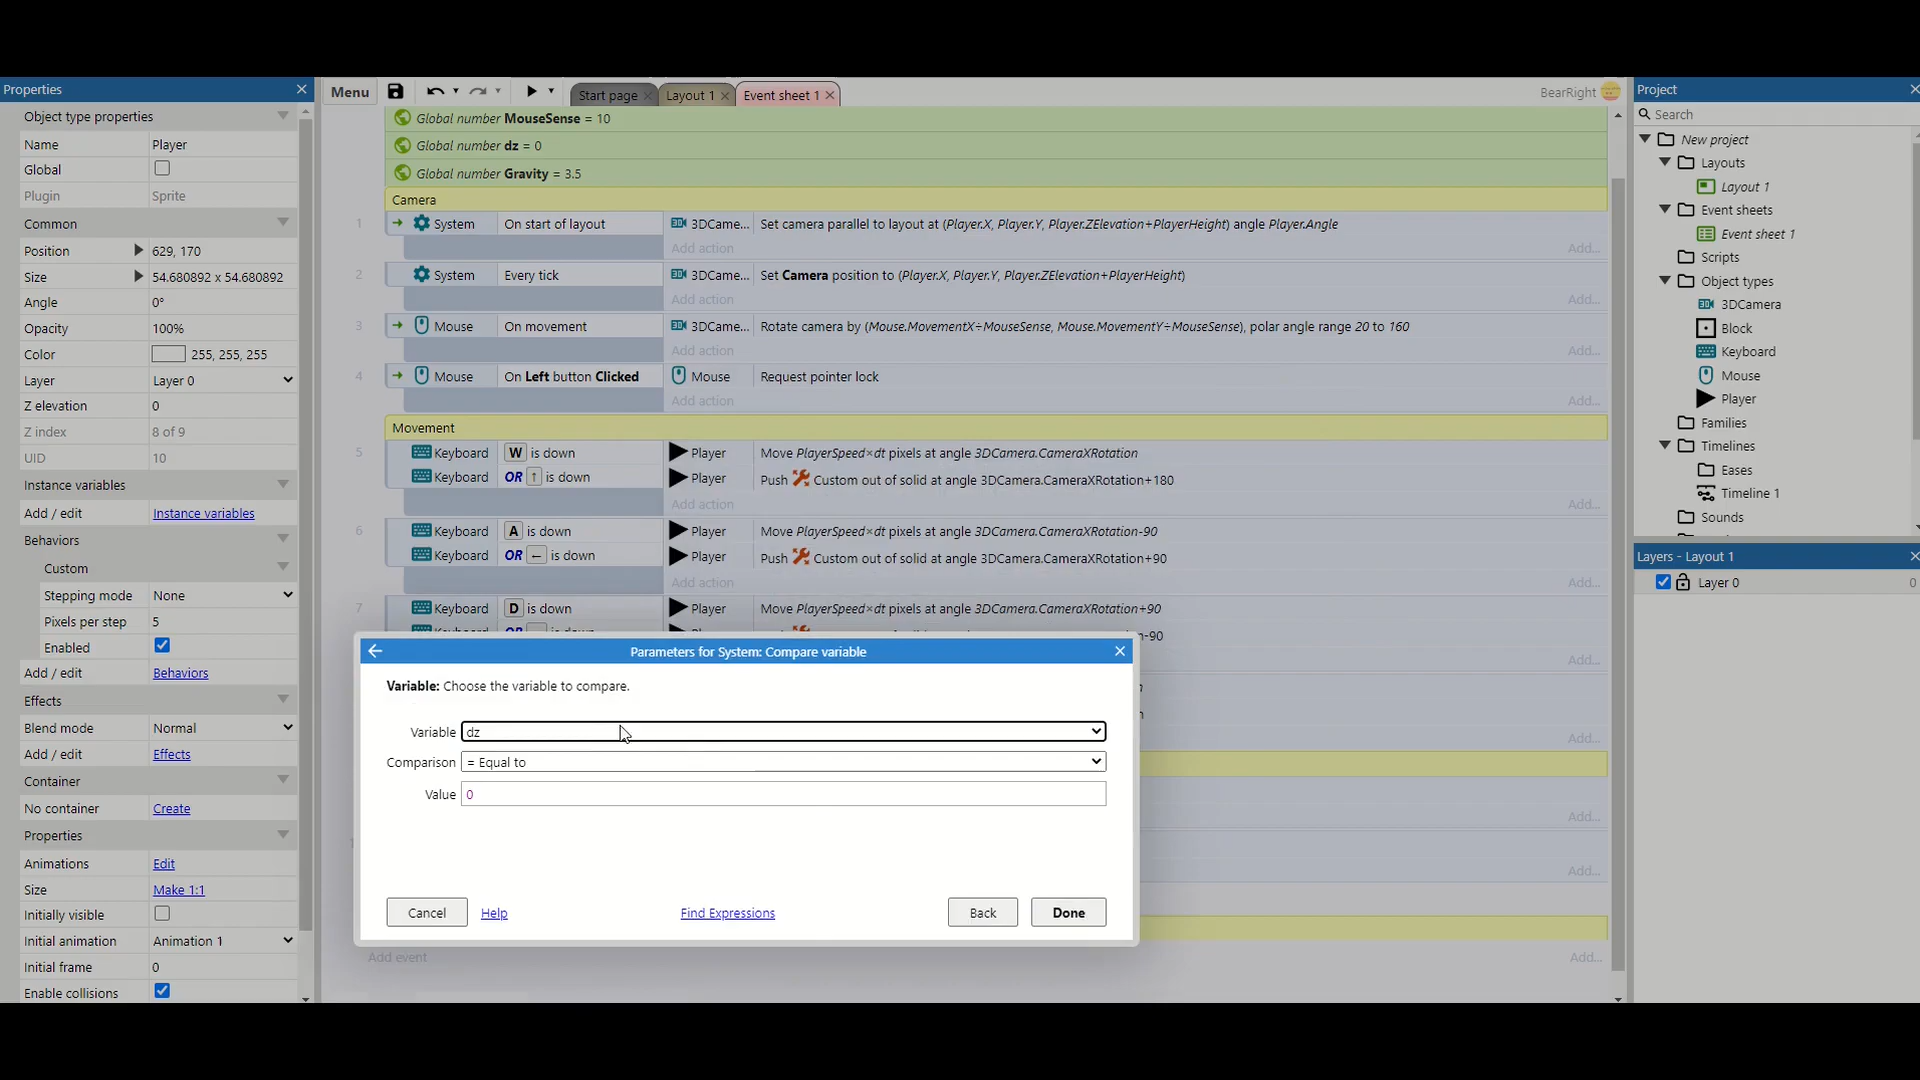 Properties
Menu
Start page
Layout 1
Event sheet 1
BearRight
Project
Object type properties
Name Player
Global
Plugin Sprite
Common
Position 629, 170
Size 54.680892 x 54.680892
Angle 0°
Opacity 100%
Color 255, 255, 255
Layer Layer 0
Z elevation 0
Z index 8 of 9
UID 10
Instance variables
Add / edit Instance variables
Behaviors
Custom
Stepping mode None
Pixels per step 5
Enabled
Add / edit Behaviors
Effects
Blend mode Normal
Add / edit Effects
Container
No container Create
Properties
Animations Edit
Size Make 1:1
Initially visible
Initial animation Animation 1
Initial frame 0
Enable collisions
Global number MouseSense = 10
Global number dz = 0
Global number Gravity = 3.5
Camera
1 System On start of layout 3DCame... Set camera parallel to layout at (Player.X, Player.Y, Player.ZElevation+PlayerHeight) angle Player.Angle
Add action Add...
2 System Every tick 3DCame... Set Camera position to (Player.X, Player.Y, Player.ZElevation+PlayerHeight)
Add action Add...
3 Mouse On movement 3DCame... Rotate camera by (Mouse.MovementX÷MouseSense, Mouse.MovementY÷MouseSense), polar angle range 20 to 160
Add action Add...
4 Mouse On Left button Clicked Mouse Request pointer lock
Add action Add...
Movement
5 Keyboard W is down Player Move PlayerSpeed×dt pixels at angle 3DCamera.CameraXRotation
Keyboard OR ↑ is down Player Push Custom out of solid at angle 3DCamera.CameraXRotation+180
Add action Add...
6 Keyboard A is down Player Move PlayerSpeed×dt pixels at angle 3DCamera.CameraXRotation-90
Keyboard OR ← is down Player Push Custom out of solid at angle 3DCamera.CameraXRotation+90
Add action Add...
7 Keyboard D is down Player Move PlayerSpeed×dt pixels at angle 3DCamera.CameraXRotation+90
-90
Add...
Add...
Add...
Add...
Parameters for System: Compare variable
Variable: Choose the variable to compare.
Variable dz
Comparison = Equal to
Value 0
Cancel Help Find Expressions Back Done
Add event Add...
Search
New project
Layouts
Layout 1
Event sheets
Event sheet 1
Scripts
Object types
3DCamera
Block
Keyboard
Mouse
Player
Families
Timelines
Eases
Timeline 1
Sounds
Layers - Layout 1
Layer 0 0